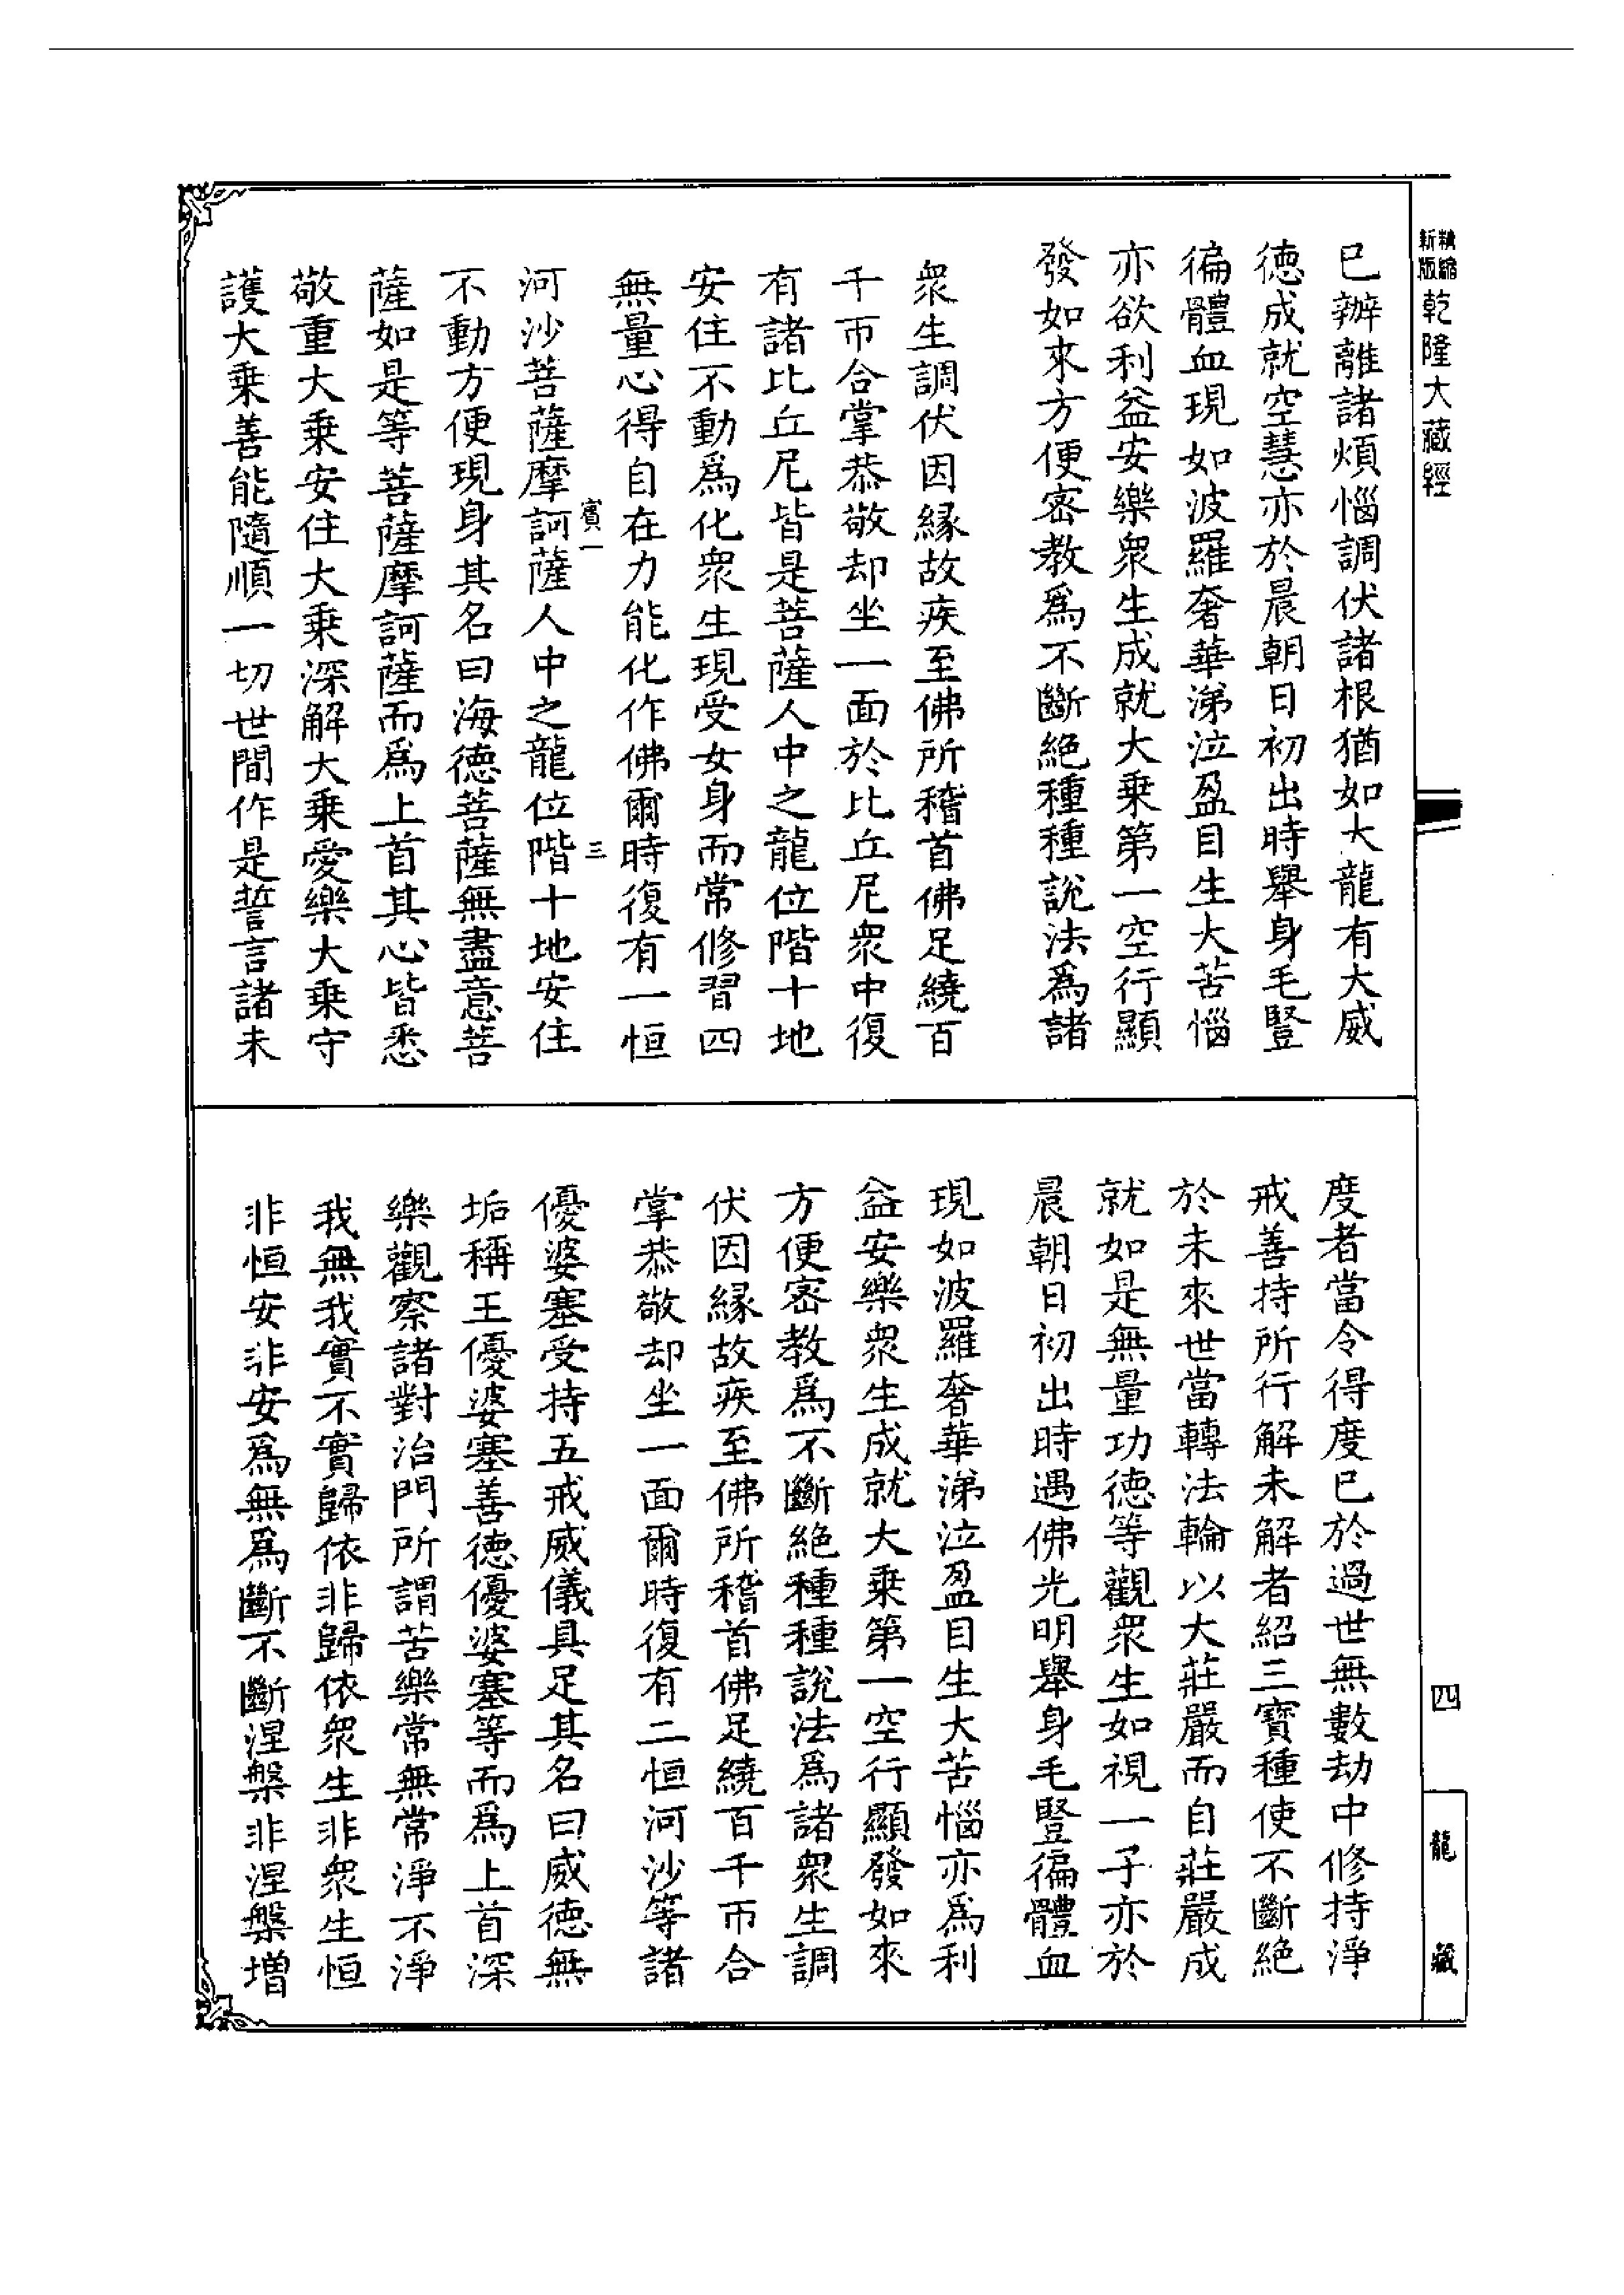 新版精縮
乾隆大藏經
已辦離諸煩惱調伏諸根猶如大龍有大威
德成就空慧亦於晨朝日初出時舉身毛豎
徧體血現如波羅奢華涕泣盈目生大苦惱
亦欲利益安樂眾生成就大乗第一空行顯
發如來方便密教爲不斷絕種種說法爲諸
眾生調伏因緣故疾至佛所稽首佛足繞百
千帀合掌恭敬却坐一面於比丘尼眾中復
有諸比丘尼皆是菩薩人中之龍位階十地
安住不動爲化眾生現受女身而常修習四
無量心得自在力能化作佛爾時復有一恒
賓一
三
河沙菩薩摩訶薩人中之龍位階十地安住
不動方便現身其名曰海德菩薩無盡意菩
薩如是等菩薩摩訶薩而爲上首其心皆悉
敬重大乗安住大乗深解大乗愛樂大乗守
護大乗善能隨順一切世間作是誓言諸未
度者當令得度已於過世無數劫中修持淨
戒善持所行解未解者紹三寶種使不斷絕
於未來世當轉法輪以大莊嚴而自莊嚴成
就如是無量功德等觀眾生如視一子亦於
晨朝日初出時遇佛光明舉身毛豎徧體血
現如波羅奢華涕泣盈目生大苦惱亦爲利
益安樂眾生成就大乗第一空行顯發如來
方便密教爲不斷絕種種說法爲諸眾生調
伏因緣故疾至佛所稽首佛足繞百千帀合
掌恭敬却坐一面爾時復有二恒河沙等諸
優婆塞受持五戒威儀具足其名曰威德無
垢稱王優婆塞善德優婆塞等而爲上首深
樂觀察諸對治門所謂苦樂常無常淨不淨
我無我實不實歸依非歸依眾生非眾生恒
非恒安非安爲無爲斷不斷涅槃非涅槃增
四
龍藏